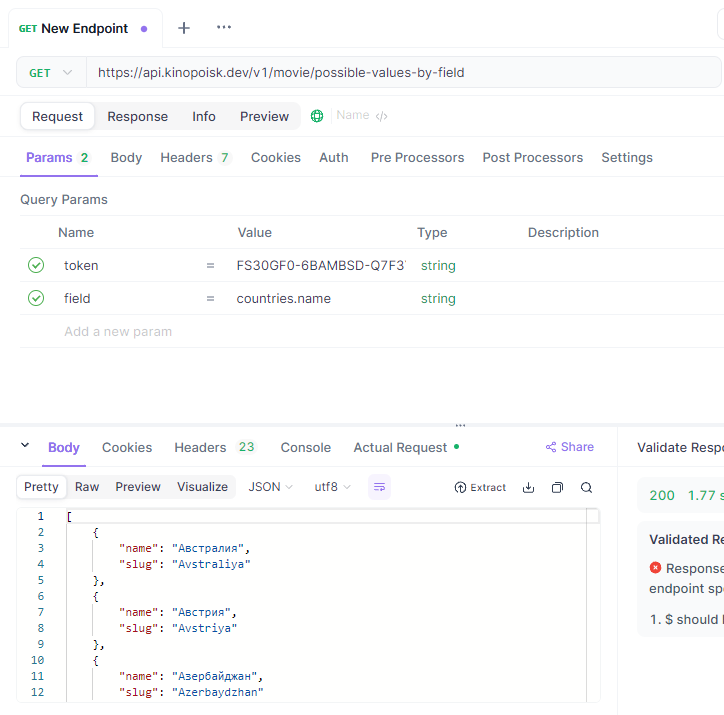 GET New Endpoint
GET https://api.kinopoisk.dev/v1/movie/possible-values-by-field
Request Response Info Preview Name </>
Params 2 Body Headers 7 Cookies Auth Pre Processors Post Processors Settings
Query Params
Name Value Type Description
token = FS30GF0-6BAMBSD-Q7F3 string
field = countries.name string
Add a new param
Body Cookies Headers 23 Console Actual Request Share Validate Respo
Pretty Raw Preview Visualize JSON utf8 Extract
200 1.77 s
1 [
2 {
3 "name": "Австралия",
4 "slug": "Avstraliya"
5 },
6 {
7 "name": "Австрия",
8 "slug": "Avstriya"
9 },
10 {
11 "name": "Азербайджан",
12 "slug": "Azerbaydzhan"
Validated Re
Response
endpoint spe
1. $ should